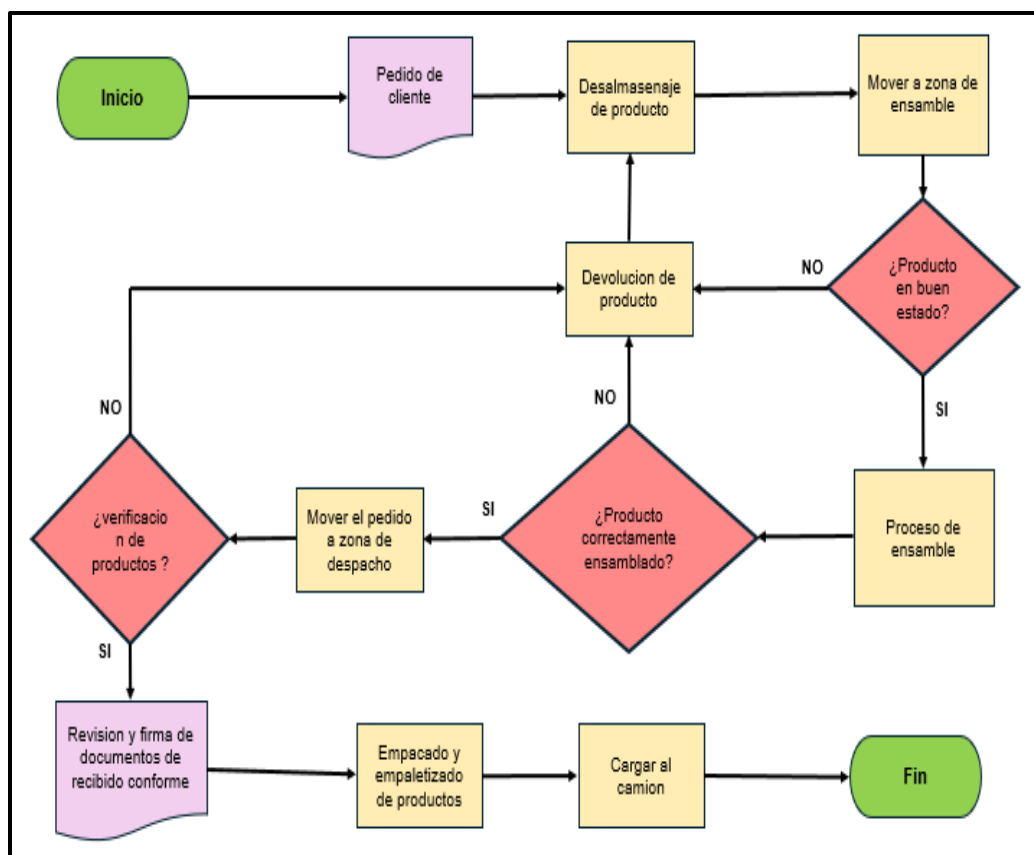 Inicio
Pedido de
cliente
Desalmasenaje
de producto
Mover a zona de
ensamble
Devolucion de
producto
NO
¿Producto
en buen
estado?
NO
NO
SI
¿verificacio
n de
productos ?
Mover el pedido
a zona de
despacho
SI
¿Producto
correctamente
ensamblado?
Proceso de
ensamble
SI
Revision y firma de
documentos de
recibido conforme
Empacado y
empaletizado
de productos
Cargar al
camion
Fin